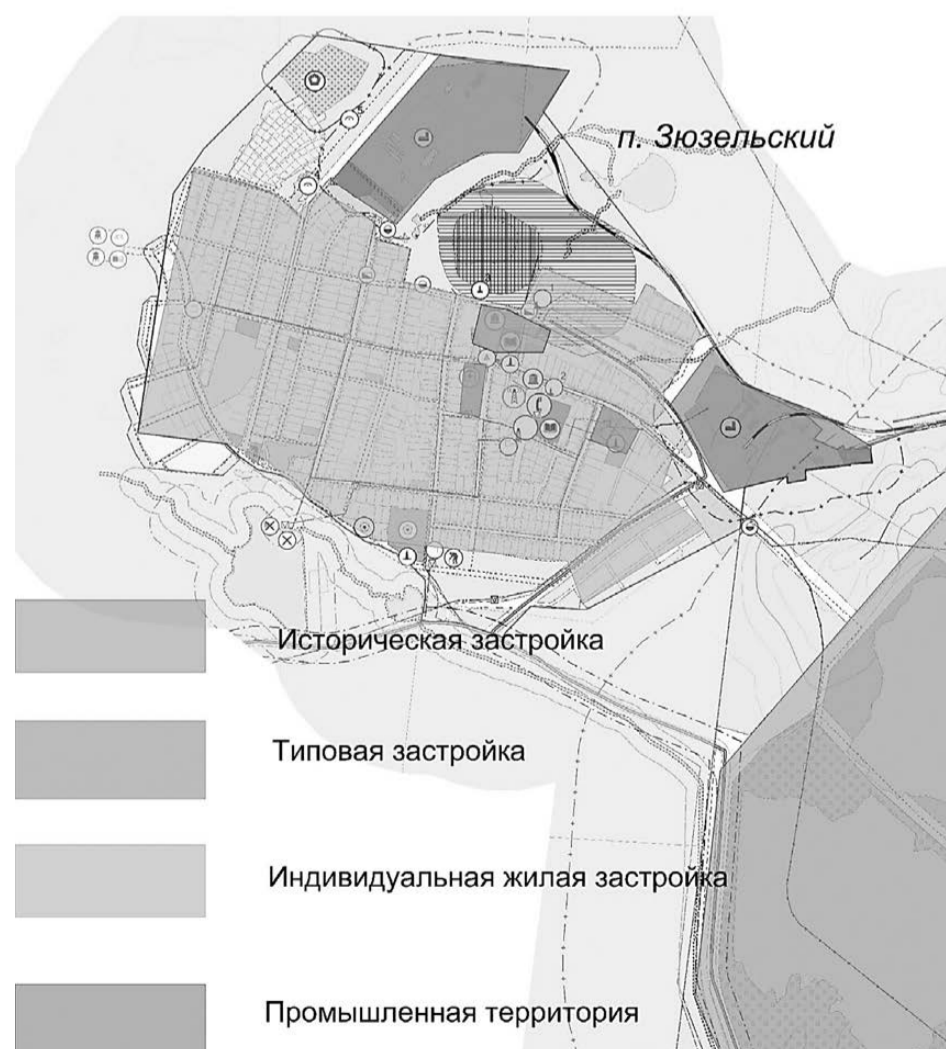 п. Зюзельский
Историческая застройка
Типовая застройка
Индивидуальная жилая застройка
Промышленная территория